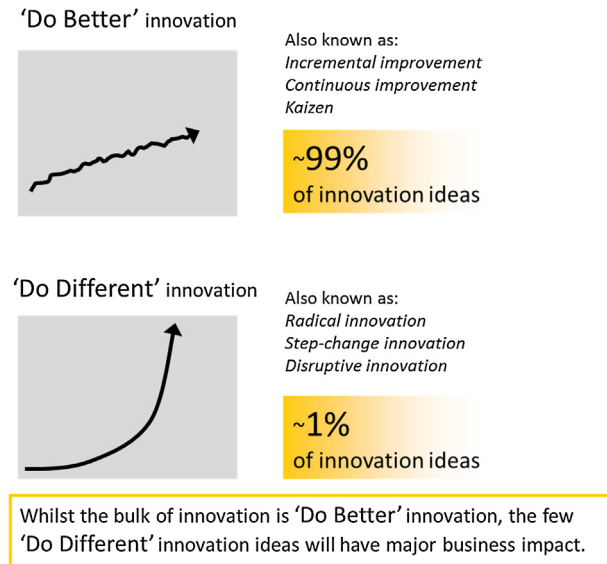 'Do Better' innovation
Also known as:
Incremental improvement
Continuous improvement
Kaizen
~99%
of innovation ideas
'Do Different' innovation
Also known as:
Radical innovation
Step-change innovation
Disruptive innovation
~1%
of innovation ideas
Whilst the bulk of innovation is 'Do Better' innovation, the few
'Do Different' innovation ideas will have major business impact.